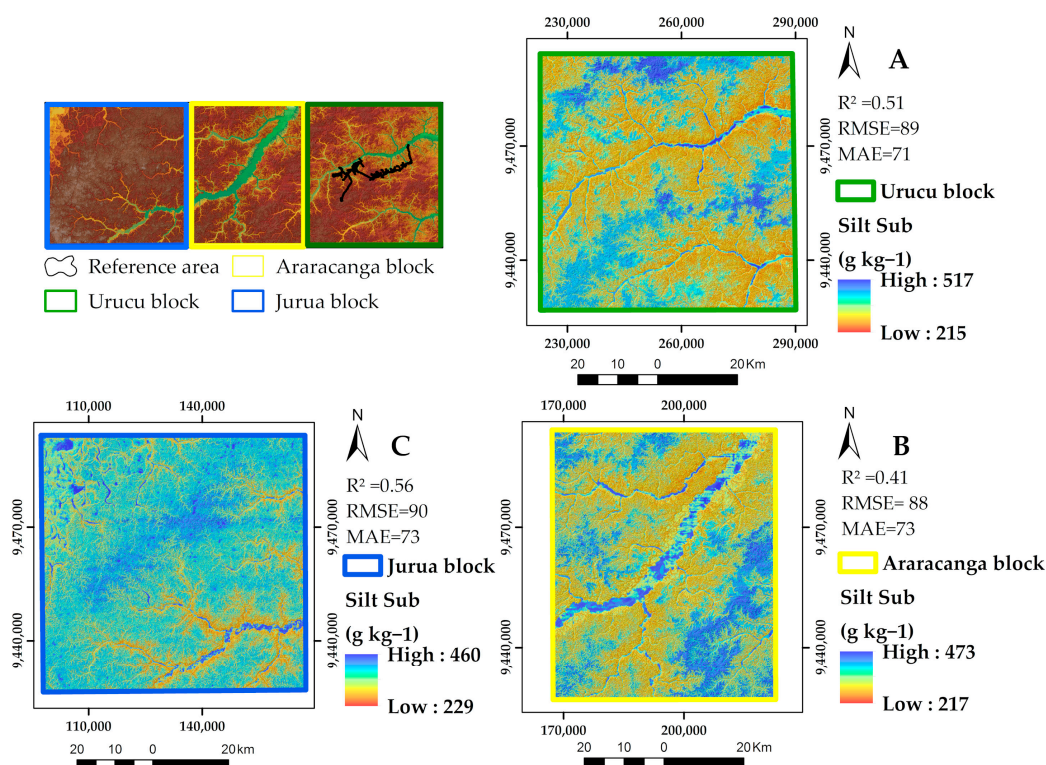 Reference area
Araracanga block
Urucu block
Jurua block
230,000
260,000
290,000
9,470,000
9,440,000
9,470,000
9,440,000
230,000
260,000
290,000
20
10
0
20 Km
N
A
R² =0.51
RMSE=89
MAE=71
Urucu block
Silt Sub
(g kg–1)
High : 517
Low : 215
110,000
140,000
9,470,000
9,440,000
9,470,000
9,440,000
110,000
140,000
20
10
0
20 Km
N
C
R² =0.56
RMSE=90
MAE=73
Jurua block
Silt Sub
(g kg–1)
High : 460
Low : 229
170,000
200,000
9,470,000
9,440,000
9,470,000
9,440,000
170,000
200,000
20
10
0
20 Km
N
B
R² =0.41
RMSE= 88
MAE=73
Araracanga block
Silt Sub
(g kg–1)
High : 473
Low : 217